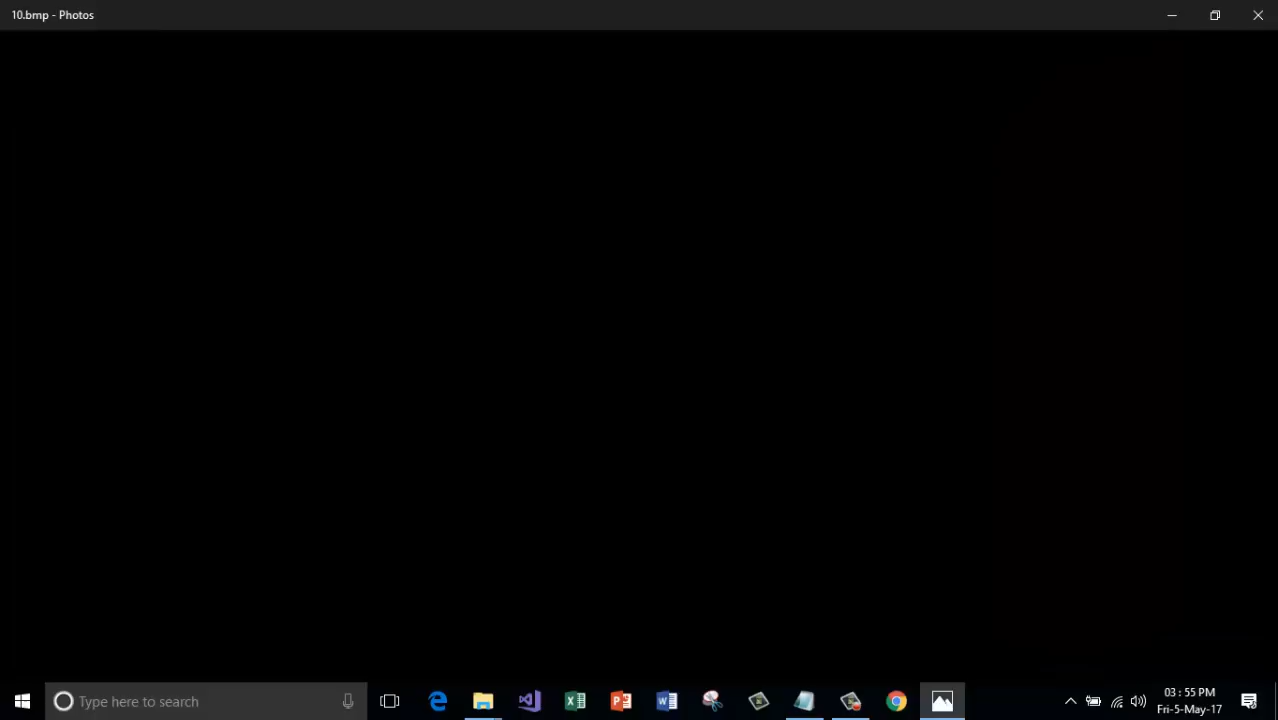 10.bmp - Photos
Type here to search
03 : 55 PM
Fri-5-May-17